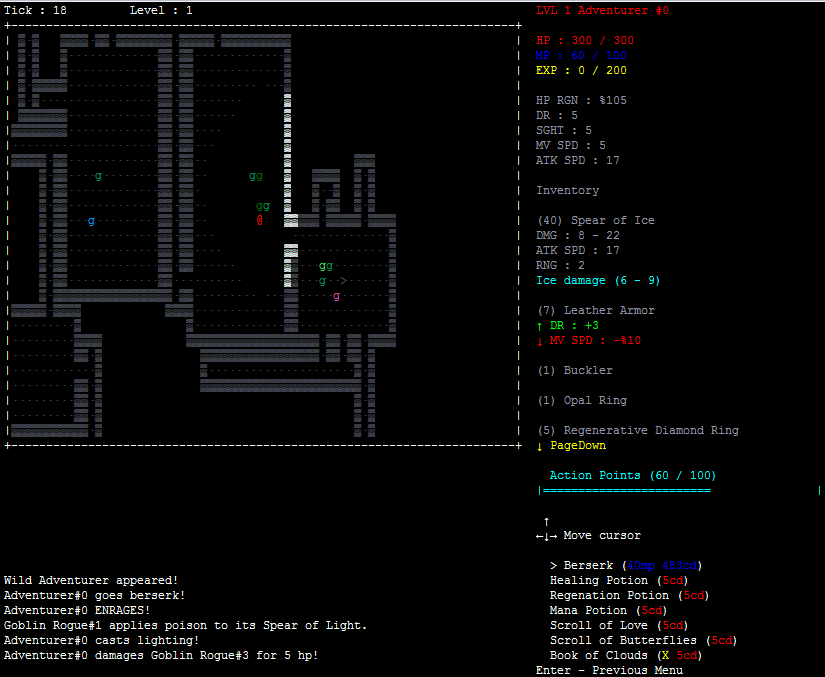 Tick : 18 Level : 1
LVL 1 Adventurer #0
HP : 300 / 300
MP : 60 / 100
EXP : 0 / 200
HP RGN : %105
DR : 5
SGHT : 5
MV SPD : 5
ATK SPD : 17
g gg
Inventory
gg
g @
(40) Spear of Ice
DMG : 8 - 22
ATK SPD : 17
gg
RNG : 2
g >
Ice damage (6 - 9)
g
(7) Leather Armor
↑ DR : +3
↓ MV SPD : -%10
(1) Buckler
(1) Opal Ring
(5) Regenerative Diamond Ring
↓ PageDown
Action Points (60 / 100)
|========================= |
↑
←↓→ Move cursor
> Berserk (40mp 483cd)
Healing Potion (5cd)
Regenation Potion (5cd)
Mana Potion (5cd)
Scroll of Love (5cd)
Scroll of Butterflies (5cd)
Book of Clouds (X 5cd)
Enter - Previous Menu
Wild Adventurer appeared!
Adventurer#0 goes berserk!
Adventurer#0 ENRAGES!
Goblin Rogue#1 applies poison to its Spear of Light.
Adventurer#0 casts lighting!
Adventurer#0 damages Goblin Rogue#3 for 5 hp!